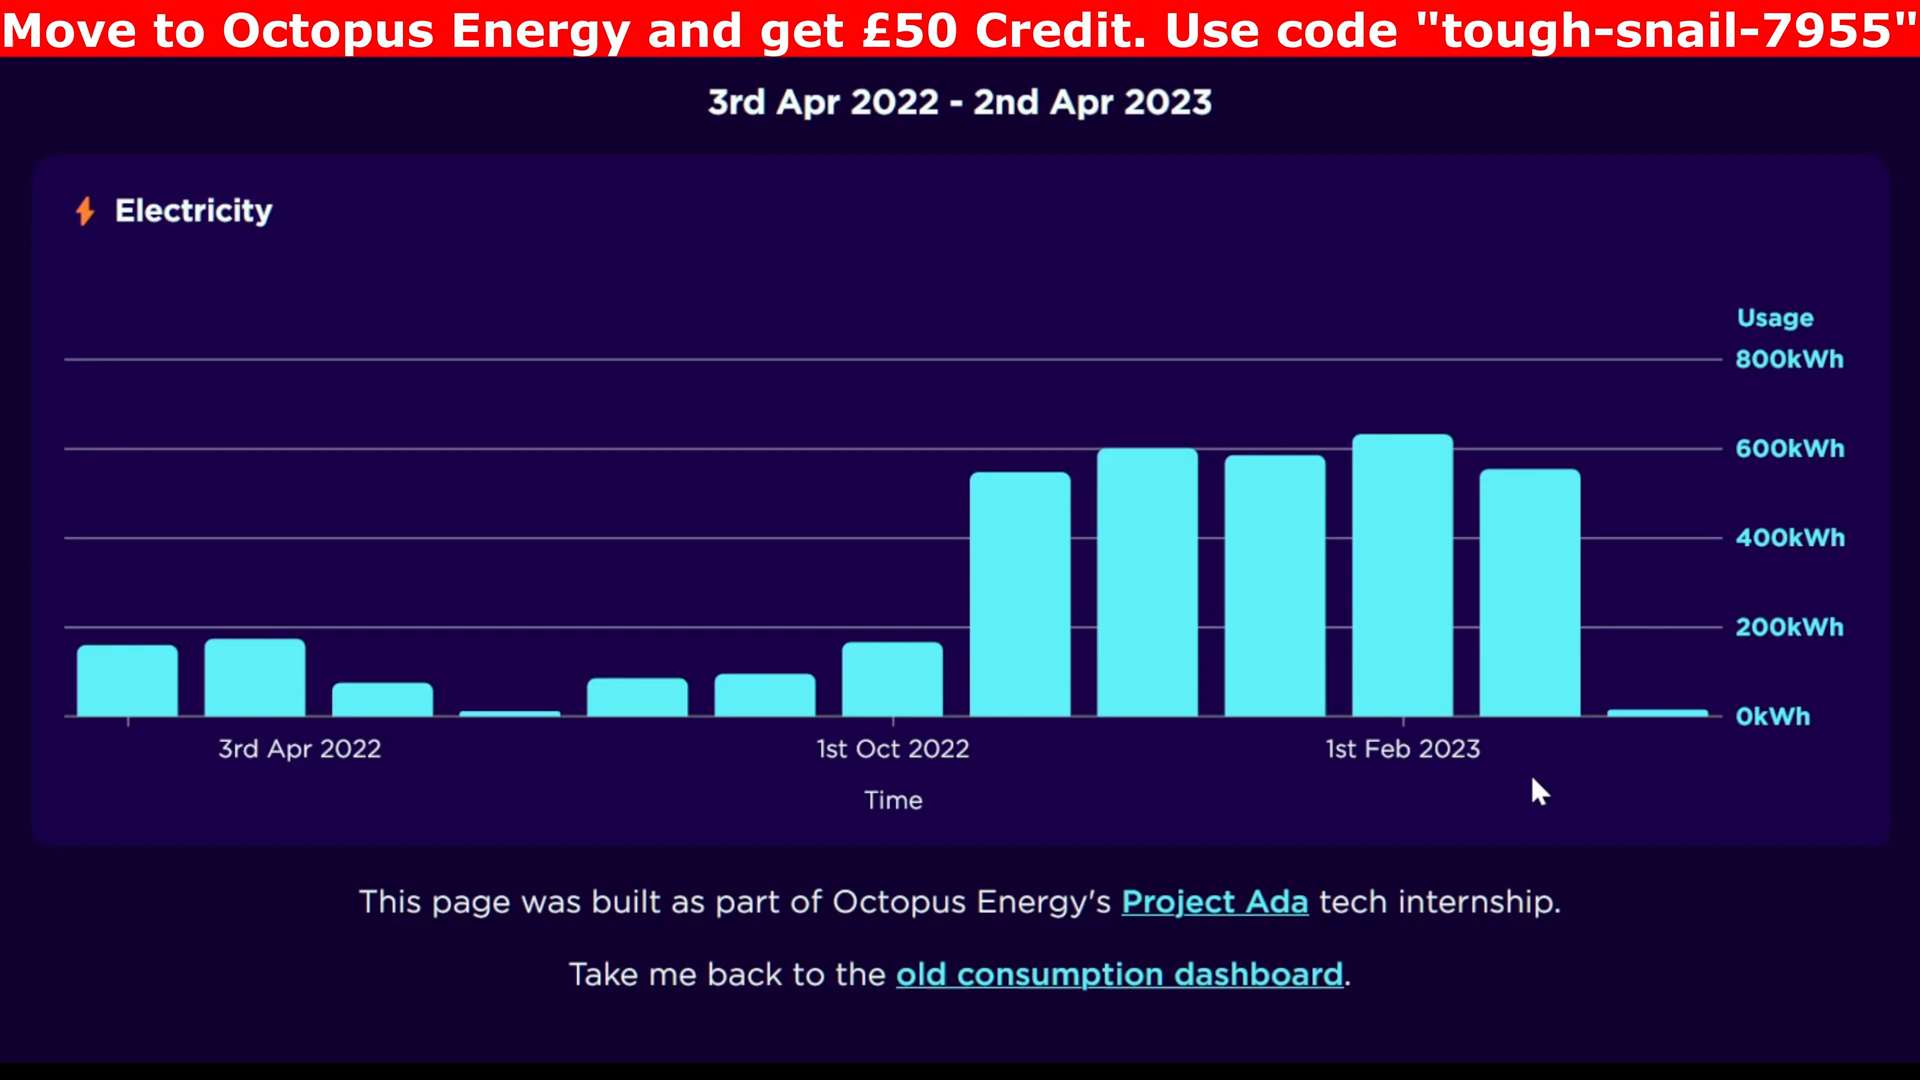 Move to Octopus Energy and get £50 Credit. Use code "tough-snail-7955"
3rd Apr 2022 - 2nd Apr 2023
Electricity
Usage
800kWh
600kWh
400kWh
200kWh
0kWh
3rd Apr 2022
1st Oct 2022
1st Feb 2023
Time
This page was built as part of Octopus Energy's Project Ada tech internship.
Take me back to the old consumption dashboard.